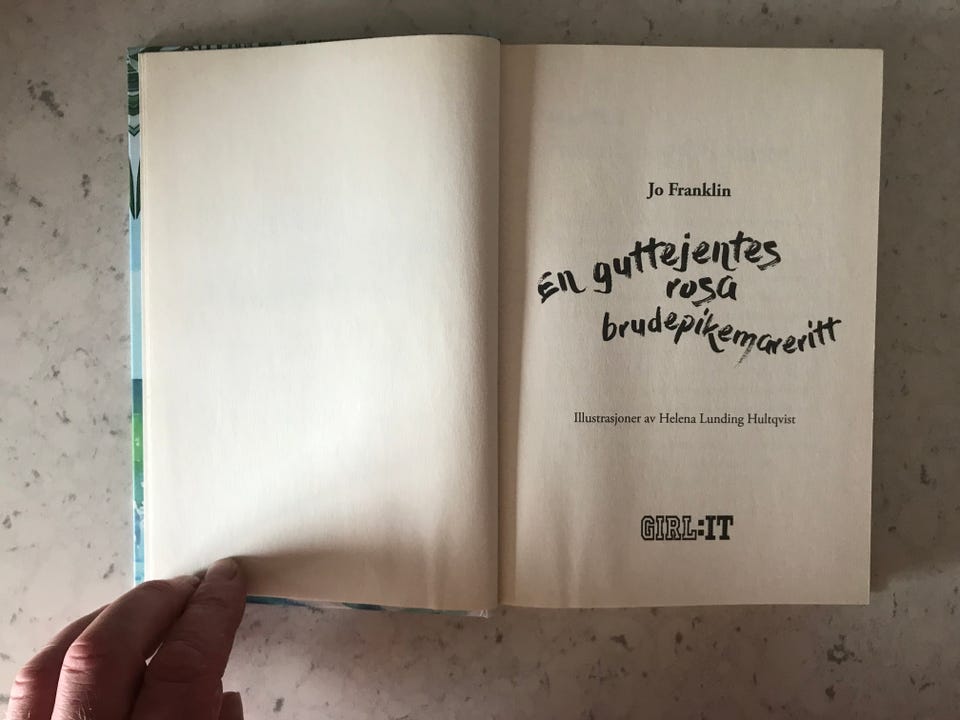 Jo Franklin
En guttejentes
rosa
brudepikemareritt
Illustrasjoner av Helena Lunding Hultqvist
GIRL:IT